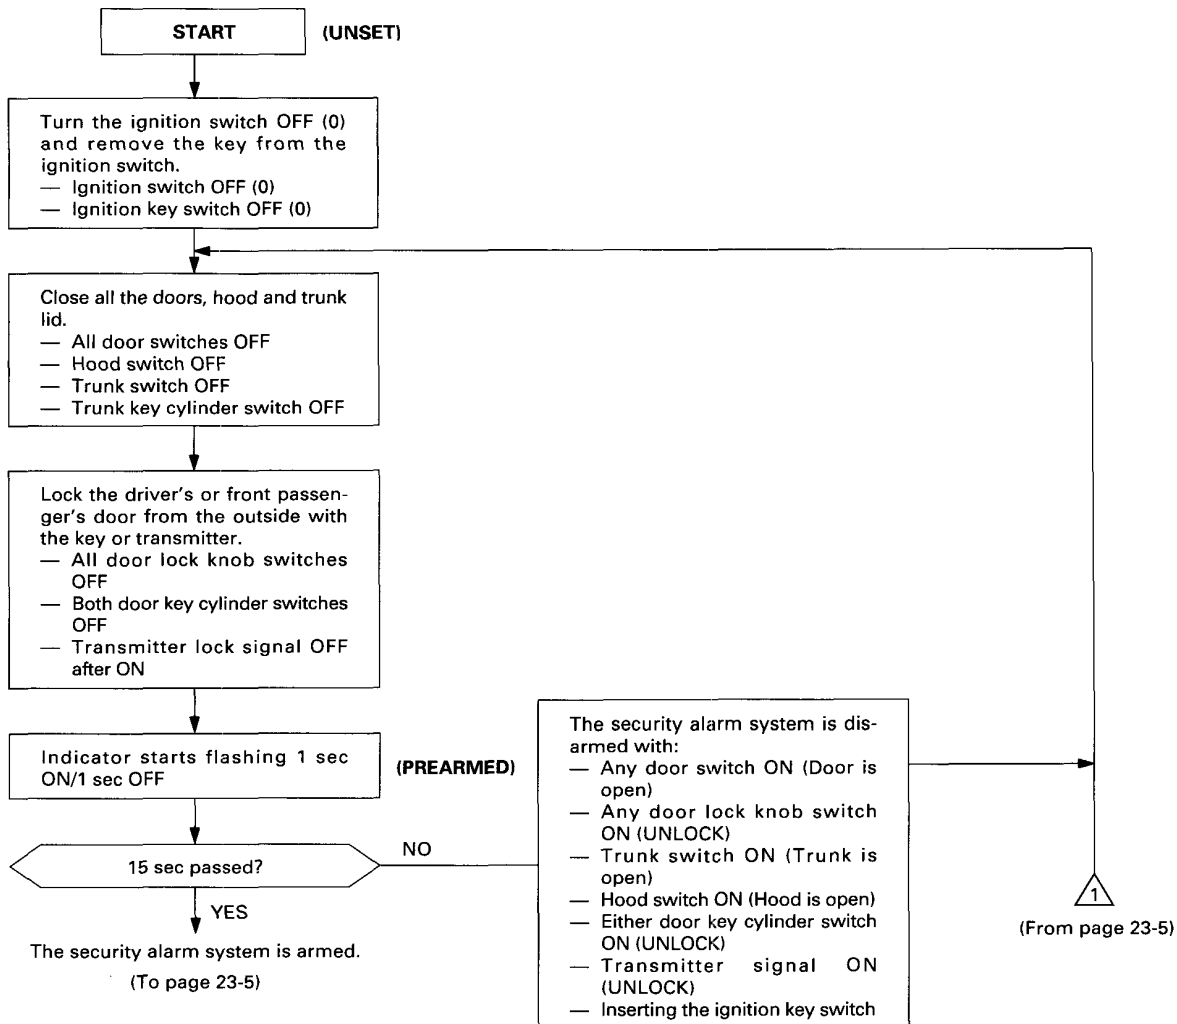 START (UNSET)
Turn the ignition switch OFF (0)
and remove the key from the
ignition switch.
— Ignition switch OFF (0)
— Ignition key switch OFF (0)
Close all the doors, hood and trunk
lid.
— All door switches OFF
— Hood switch OFF
— Trunk switch OFF
— Trunk key cylinder switch OFF
Lock the driver's or front passen-
ger's door from the outside with
the key or transmitter.
— All door lock knob switches
OFF
— Both door key cylinder switches
OFF
— Transmitter lock signal OFF
after ON
Indicator starts flashing 1 sec
ON/1 sec OFF
(PREARMED)
15 sec passed?
NO
YES
The security alarm system is armed.
(To page 23-5)
The security alarm system is dis-
armed with:
— Any door switch ON (Door is
open)
— Any door lock knob switch
ON (UNLOCK)
— Trunk switch ON (Trunk is
open)
— Hood switch ON (Hood is open)
— Either door key cylinder switch
ON (UNLOCK)
— Transmitter signal ON
(UNLOCK)
— Inserting the ignition key switch
1
(From page 23-5)